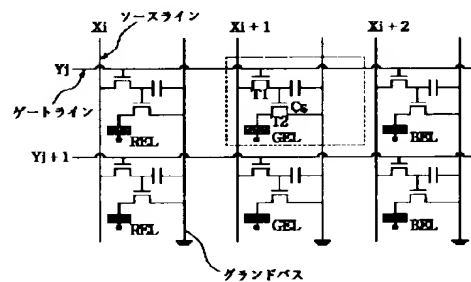 ソースライン
Xi
Xi+1
Xi+2
Yj
T1
Cs
T2
ゲートライン
REL
GEL
BEL
Yj+1
REL
GEL
BEL
グランドバス